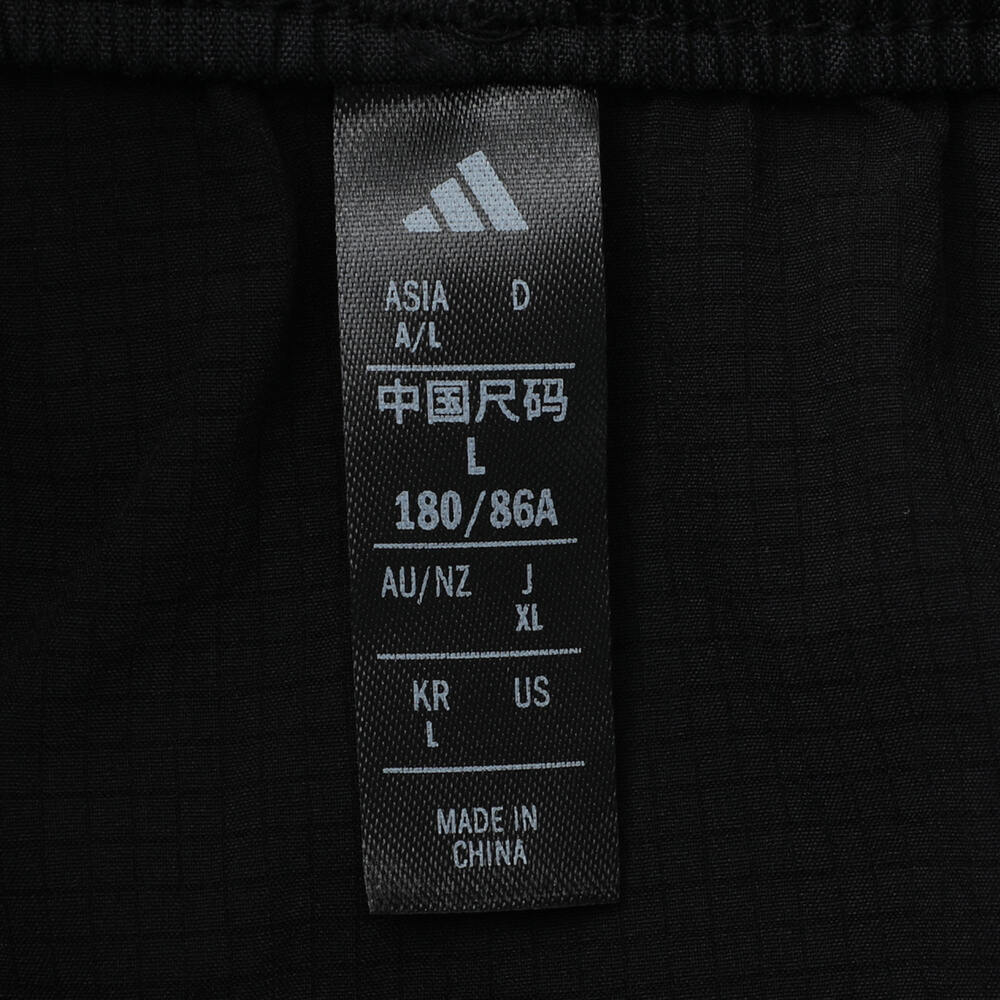 ASIA D
A/L
中国尺码
L
180/86A
AU/NZ J
XL
KR US
L
MADE IN
CHINA